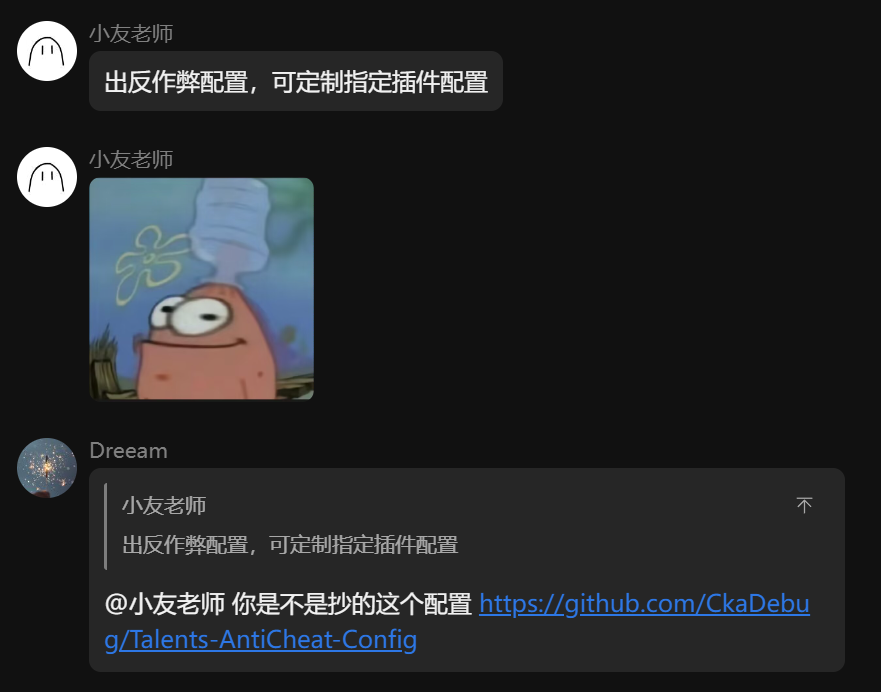 小友老师
出反作弊配置，可定制指定插件配置
小友老师
Dreeam
小友老师
出反作弊配置，可定制指定插件配置
@小友老师 你是不是抄的这个配置 https://github.com/CkaDebu
g/Talents-AntiCheat-Config